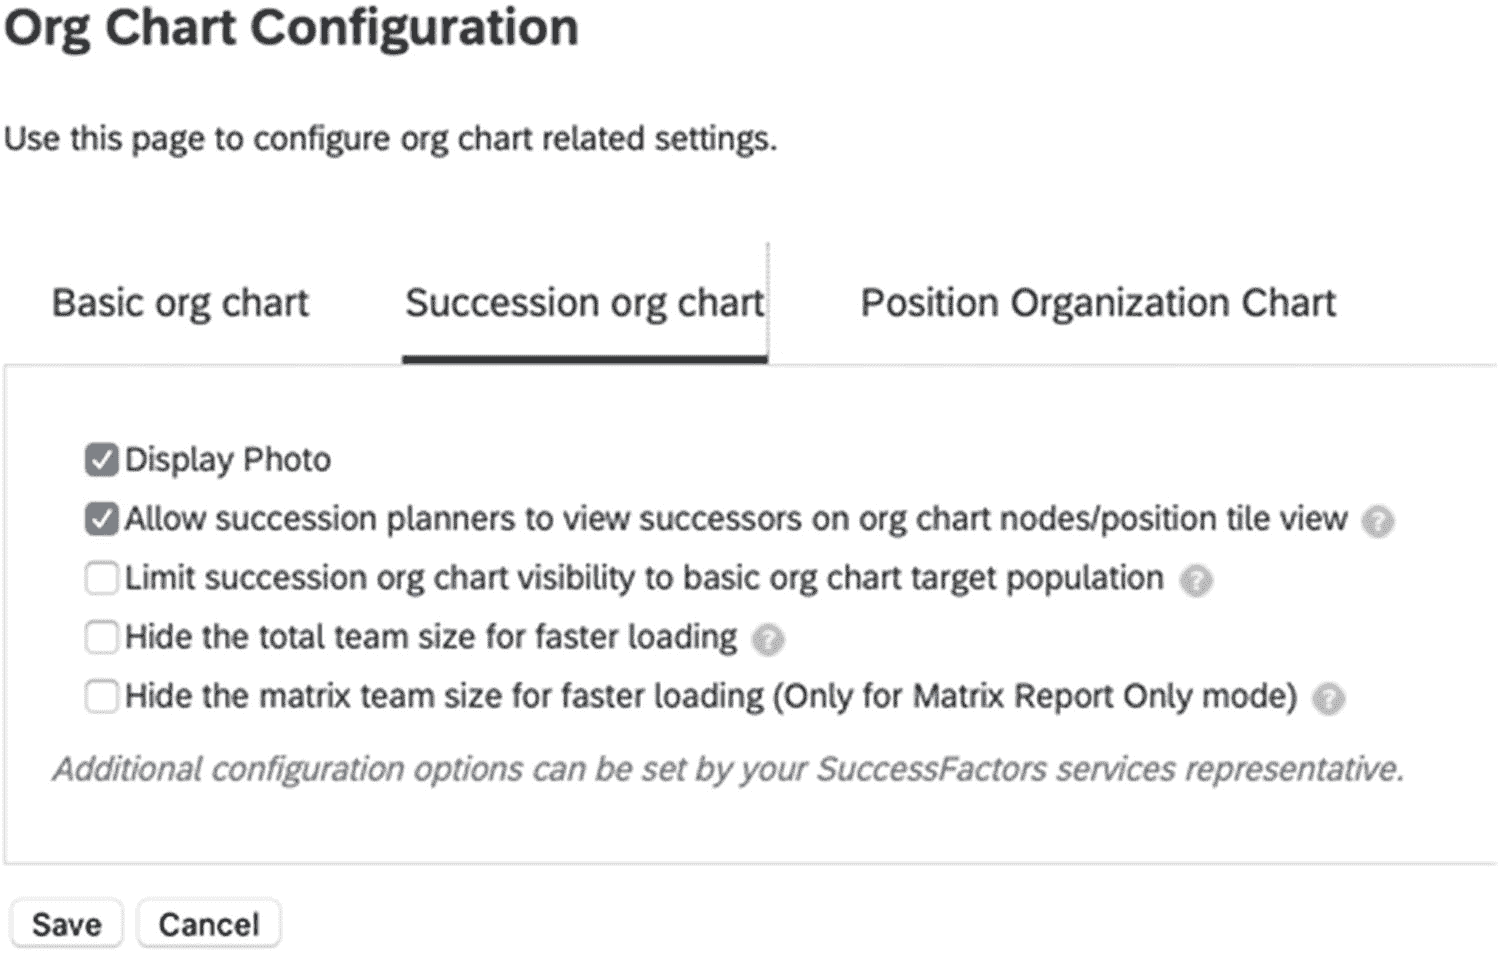 Org Chart Configuration
Use this page to configure org chart related settings.
Basic org chart
Succession org chart
Position Organization Chart
Display Photo
Allow succession planners to view successors on org chart nodes/position tile view ?
Limit succession org chart visibility to basic org chart target population ?
Hide the total team size for faster loading ?
Hide the matrix team size for faster loading (Only for Matrix Report Only mode) ?
Additional configuration options can be set by your SuccessFactors services representative.
Save
Cancel